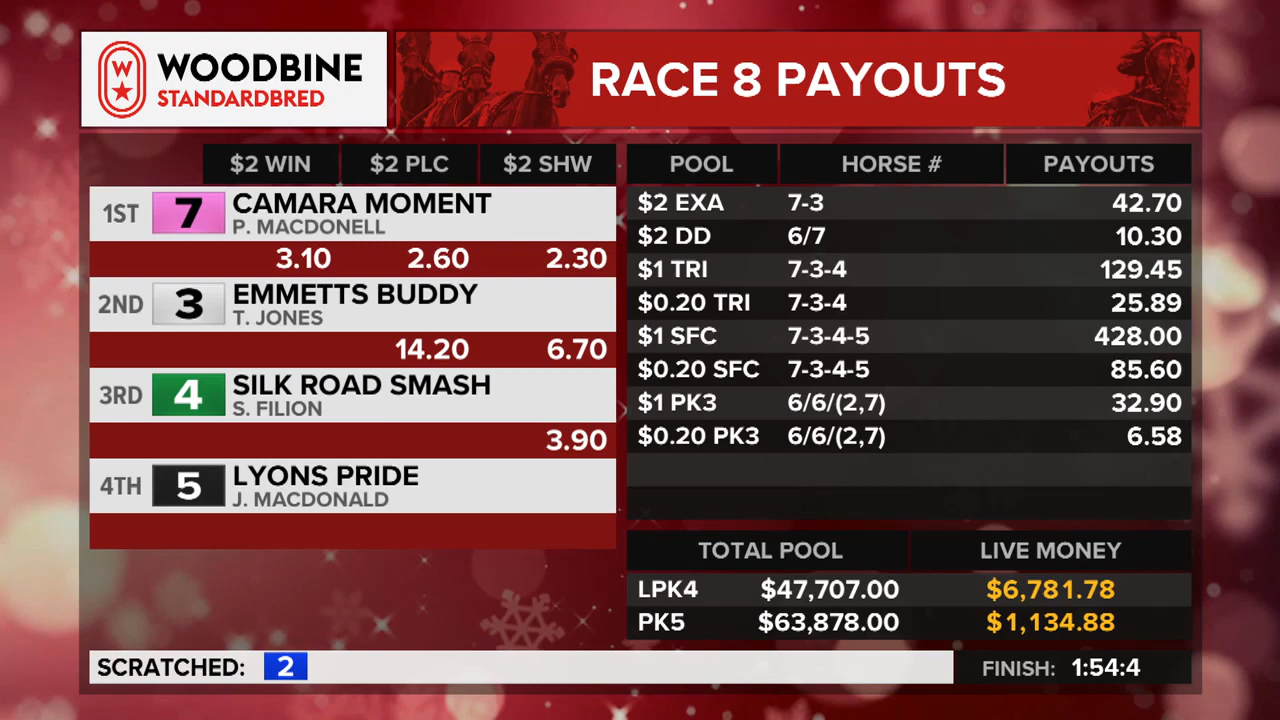 W
WOODBINE
STANDARDBRED
RACE 8 PAYOUTS
$2 WIN $2 PLC $2 SHW
1ST 7 CAMARA MOMENT
P. MACDONELL
3.10 2.60 2.30
2ND 3 EMMETTS BUDDY
T. JONES
14.20 6.70
3RD 4 SILK ROAD SMASH
S. FILION
3.90
4TH 5 LYONS PRIDE
J. MACDONALD
POOL HORSE # PAYOUTS
$2 EXA 7-3 42.70
$2 DD 6/7 10.30
$1 TRI 7-3-4 129.45
$0.20 TRI 7-3-4 25.89
$1 SFC 7-3-4-5 428.00
$0.20 SFC 7-3-4-5 85.60
$1 PK3 6/6/(2,7) 32.90
$0.20 PK3 6/6/(2,7) 6.58
TOTAL POOL LIVE MONEY
LPK4 $47,707.00 $6,781.78
PK5 $63,878.00 $1,134.88
SCRATCHED: 2
FINISH: 1:54:4